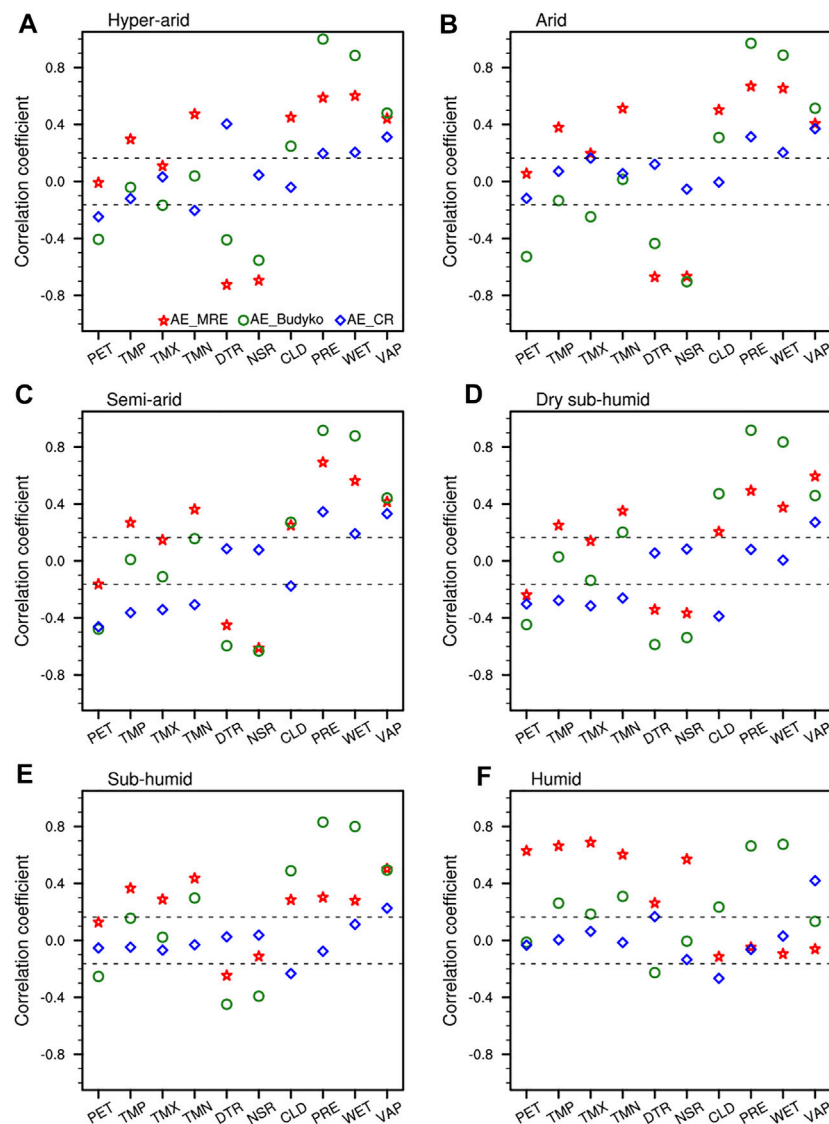 A Hyper-arid
Correlation coefficient
0.8
0.4
0.0
-0.4
-0.8
AE_MRE AE_Budyko AE_CR
PET TMP TMX TMN DTR NSR CLD PRE WET VAP
B Arid
Correlation coefficient
0.8
0.4
0.0
-0.4
-0.8
PET TMP TMX TMN DTR NSR CLD PRE WET VAP
C Semi-arid
Correlation coefficient
0.8
0.4
0.0
-0.4
-0.8
PET TMP TMX TMN DTR NSR CLD PRE WET VAP
D Dry sub-humid
Correlation coefficient
0.8
0.4
0.0
-0.4
-0.8
PET TMP TMX TMN DTR NSR CLD PRE WET VAP
E Sub-humid
Correlation coefficient
0.8
0.4
0.0
-0.4
-0.8
PET TMP TMX TMN DTR NSR CLD PRE WET VAP
F Humid
Correlation coefficient
0.8
0.4
0.0
-0.4
-0.8
PET TMP TMX TMN DTR NSR CLD PRE WET VAP